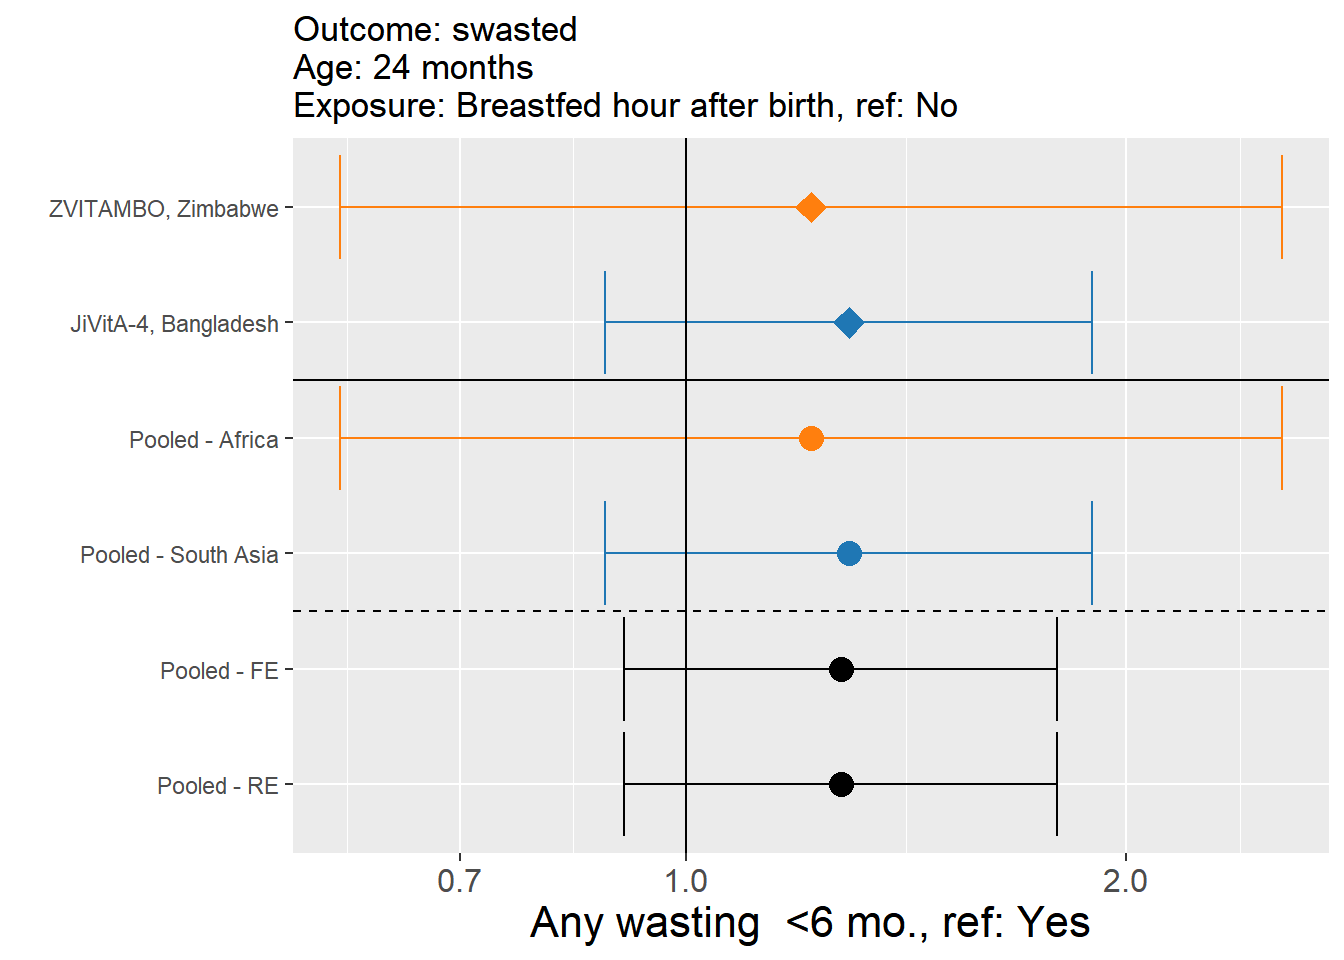 Outcome: swasted
Age: 24 months
Exposure: Breastfed hour after birth, ref: No
ZVITAMBO, Zimbabwe
JiVitA-4, Bangladesh
Pooled - Africa
Pooled - South Asia
Pooled - FE
Pooled - RE
0.7 1.0 2.0
Any wasting  <6 mo., ref: Yes